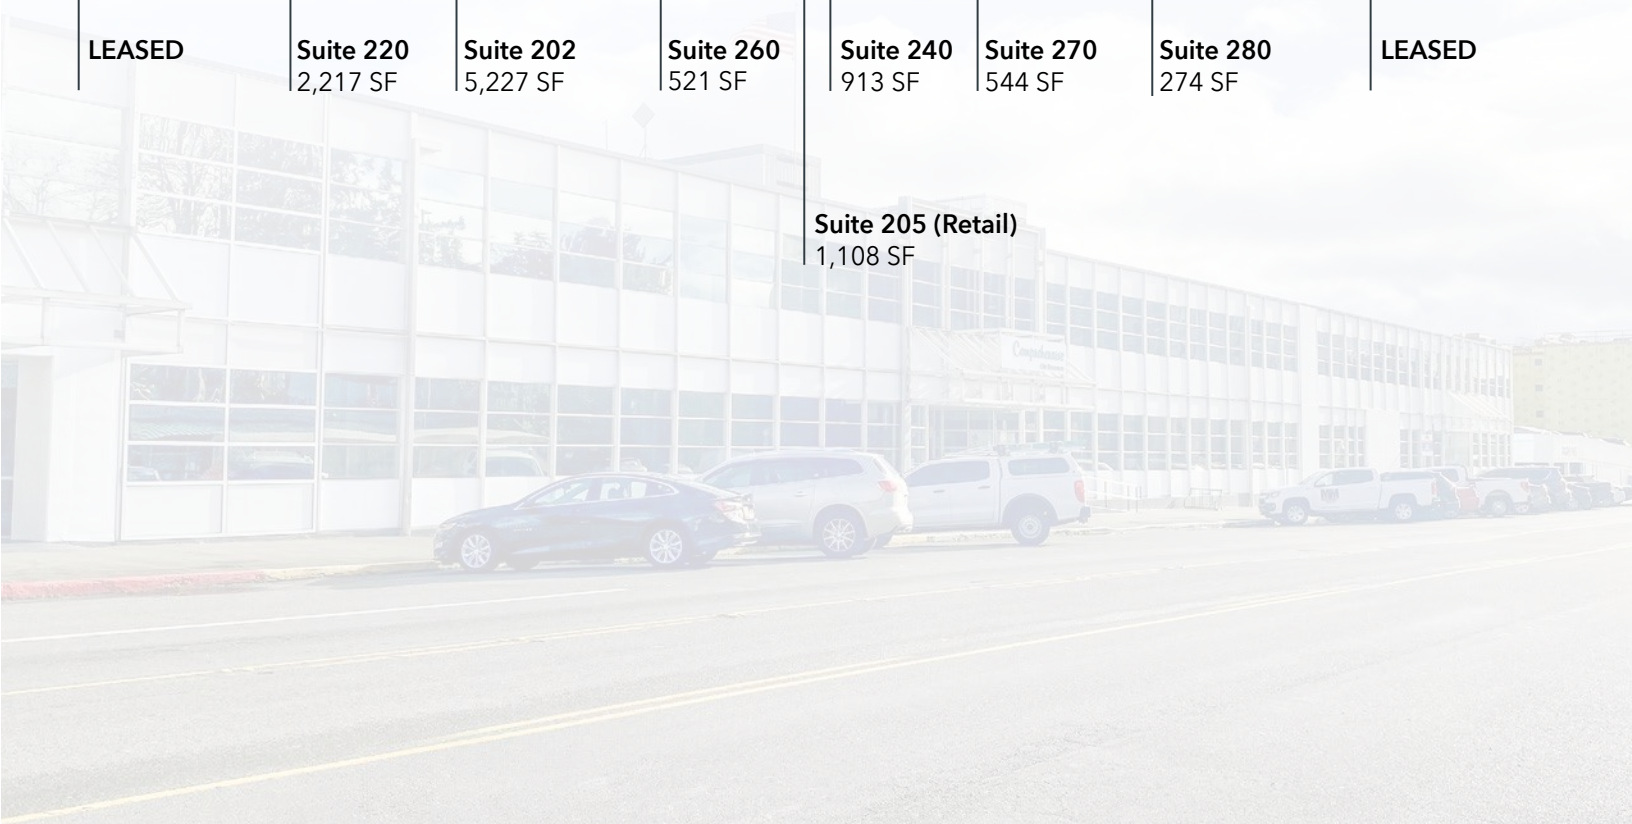 LEASED
Suite 220
2,217 SF
Suite 202
5,227 SF
Suite 260
521 SF
Suite 240
913 SF
Suite 270
544 SF
Suite 280
274 SF
LEASED
Suite 205 (Retail)
1,108 SF